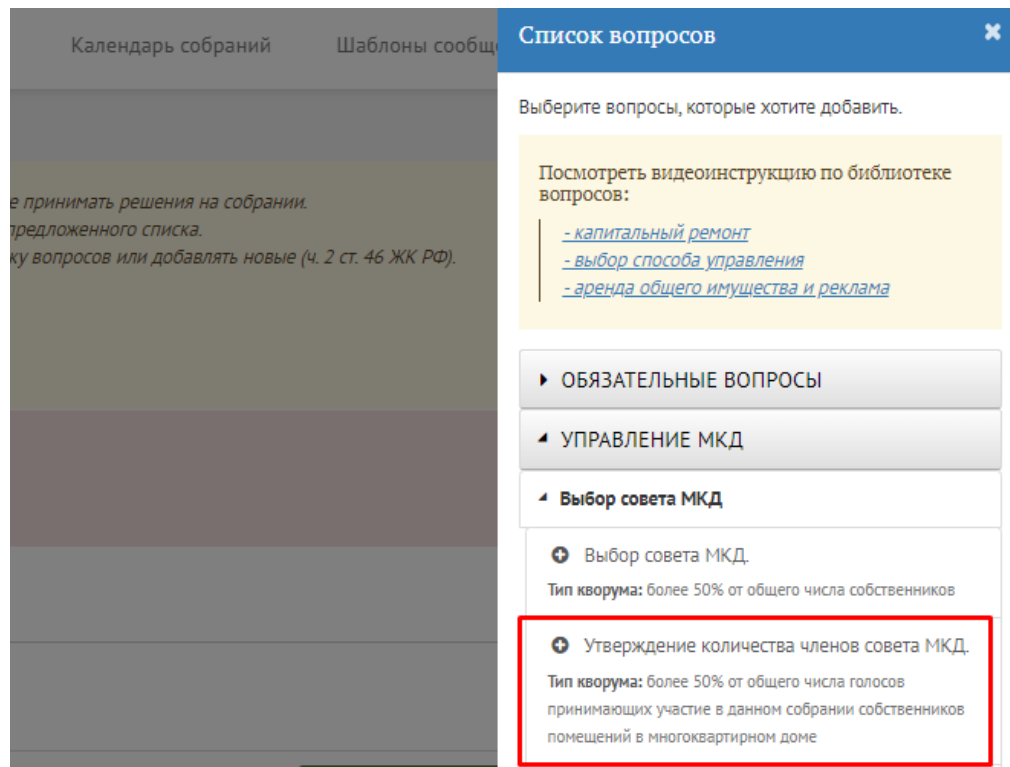 Календарь собраний
Шаблоны
Список вопросов
Выберите вопросы, которые хотите добавить.
Посмотреть видеоинструкцию по библиотеке
вопросов:
- капитальный ремонт
- выбор способа управления
- аренда общего имущества и реклама
принимать решения на собрании.
предложенного списка.
вопросов или добавлять новые (ч. 2 ст. 46 ЖК РФ).
ОБЯЗАТЕЛЬНЫЕ ВОПРОСЫ
УПРАВЛЕНИЕ МКД
Выбор совета МКД
Выбор совета МКД.
Тип кворума: более 50% от общего числа собственников
Утверждение количества членов совета МКД.
Тип кворума: более 50% от общего числа голосов
принимающих участие в данном собрании собственников
помещений в многоквартирном доме